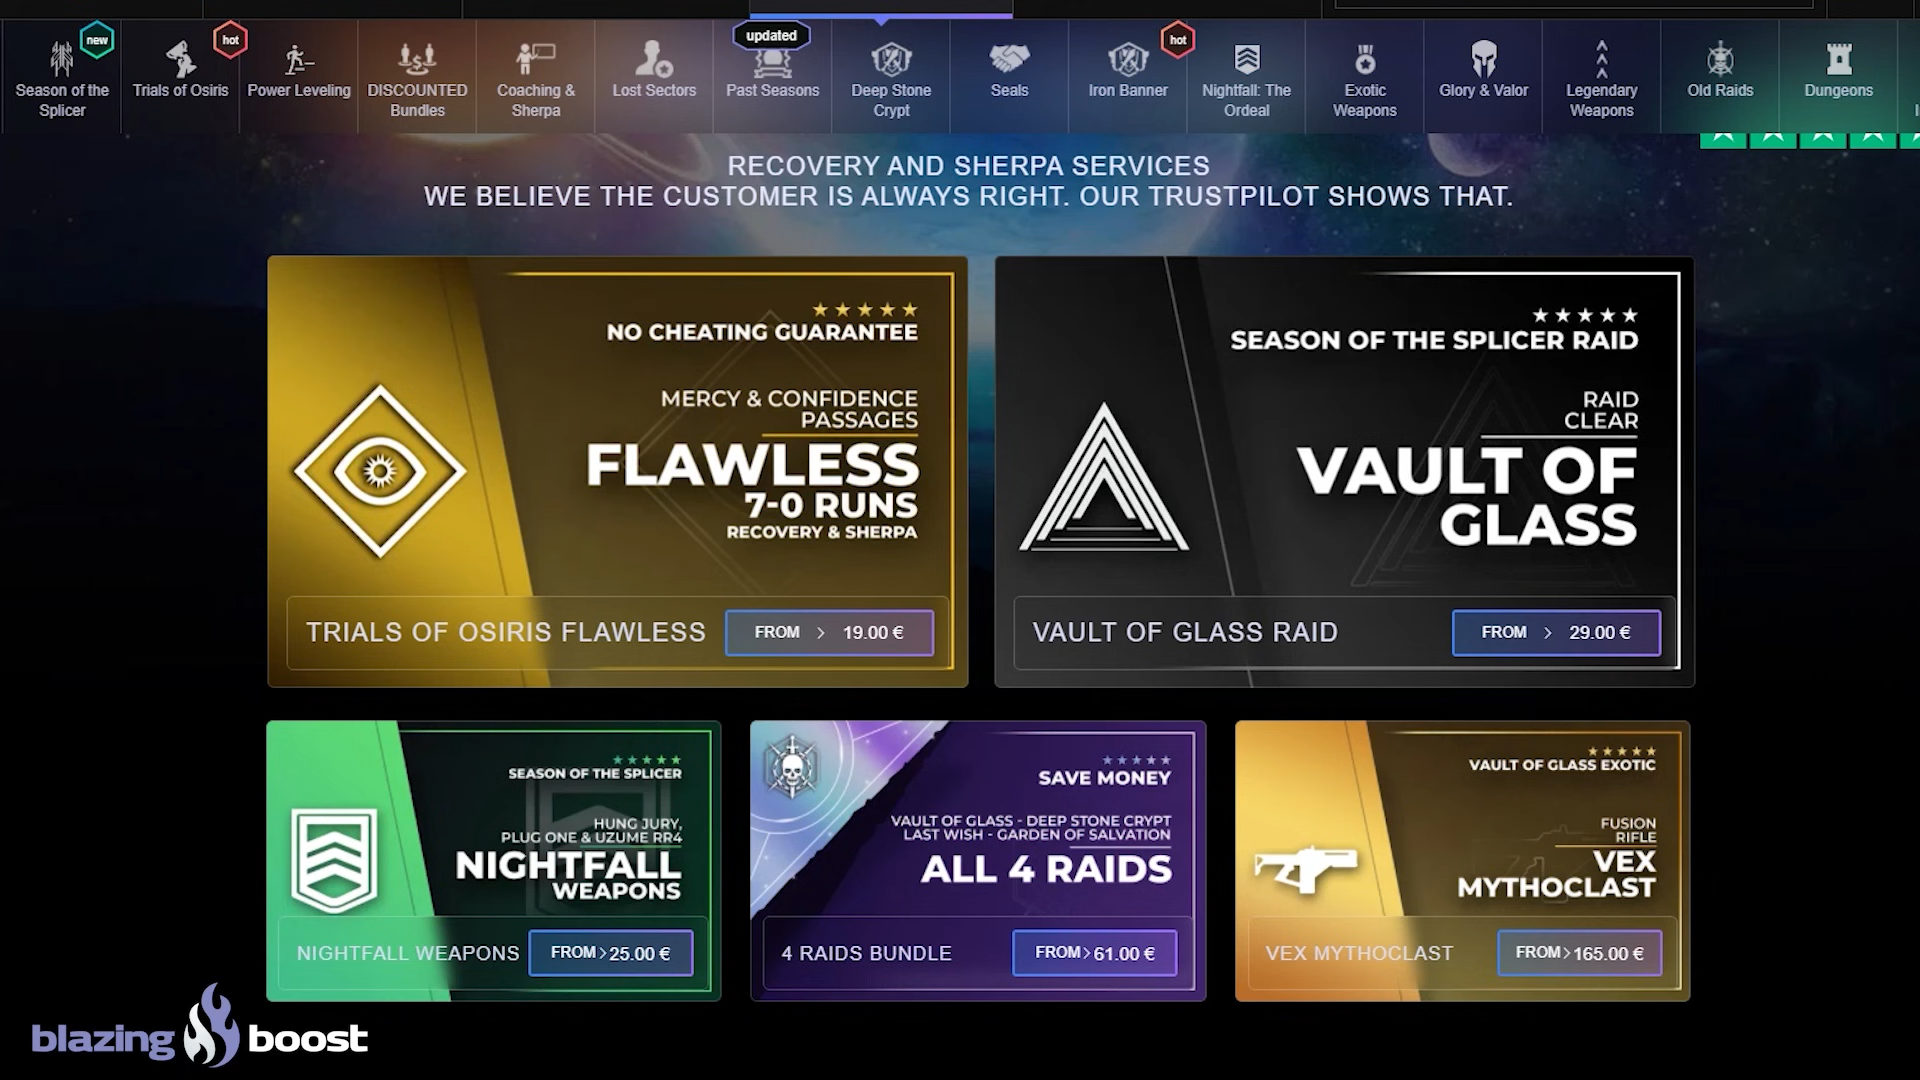 new
hot
updated
hot
Season of the
Splicer
Trials of Osiris
Power Leveling
DISCOUNTED
Bundles
Coaching &
Sherpa
Lost Sectors
Past Seasons
Deep Stone
Crypt
Seals
Iron Banner
Nightfall: The
Ordeal
Exotic
Weapons
Glory & Valor
Legendary
Weapons
Old Raids
Dungeons
RECOVERY AND SHERPA SERVICES
WE BELIEVE THE CUSTOMER IS ALWAYS RIGHT. OUR TRUSTPILOT SHOWS THAT.
NO CHEATING GUARANTEE
MERCY & CONFIDENCE
PASSAGES
FLAWLESS
7-0 RUNS
RECOVERY & SHERPA
TRIALS OF OSIRIS FLAWLESS
FROM > 19.00 €
SEASON OF THE SPLICER RAID
RAID
CLEAR
VAULT OF
GLASS
VAULT OF GLASS RAID
FROM > 29.00 €
SEASON OF THE SPLICER
HUNG JURY,
PLUG ONE & UZUME RR4
NIGHTFALL
WEAPONS
NIGHTFALL WEAPONS
FROM > 25.00 €
SAVE MONEY
VAULT OF GLASS - DEEP STONE CRYPT
LAST WISH - GARDEN OF SALVATION
ALL 4 RAIDS
4 RAIDS BUNDLE
FROM > 61.00 €
VAULT OF GLASS EXOTIC
FUSION
RIFLE
VEX
MYTHOCLAST
VEX MYTHOCLAST
FROM > 165.00 €
blazing boost